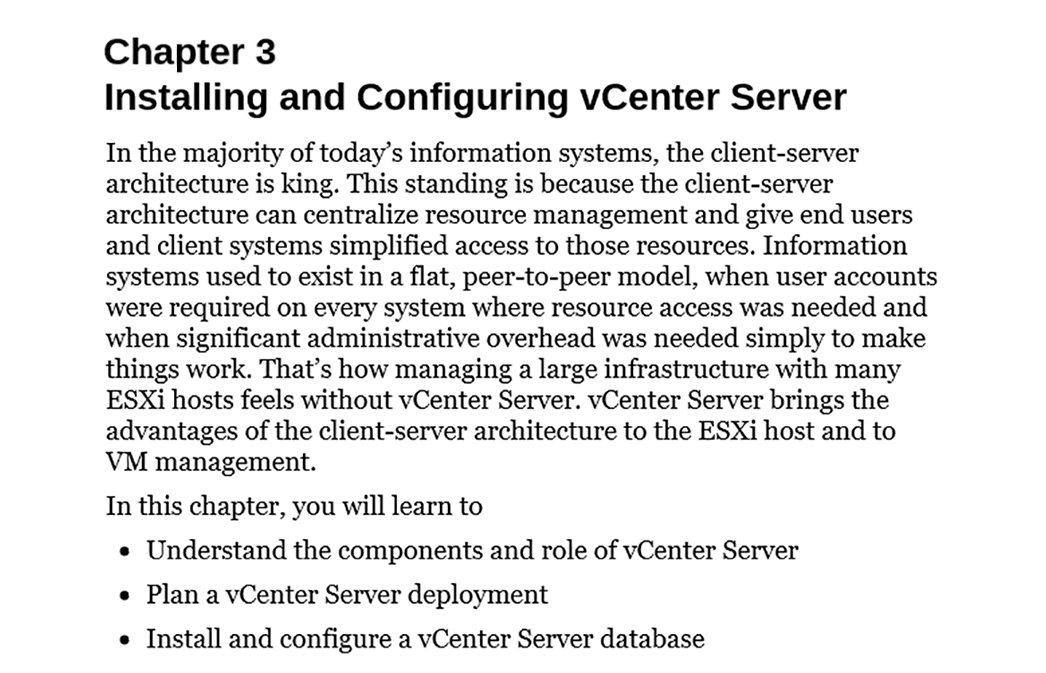 Chapter 3
Installing and Configuring vCenter Server
In the majority of today’s information systems, the client-server
architecture is king. This standing is because the client-server
architecture can centralize resource management and give end users
and client systems simplified access to those resources. Information
systems used to exist in a flat, peer-to-peer model, when user accounts
were required on every system where resource access was needed and
when significant administrative overhead was needed simply to make
things work. That’s how managing a large infrastructure with many
ESXi hosts feels without vCenter Server. vCenter Server brings the
advantages of the client-server architecture to the ESXi host and to
VM management.
In this chapter, you will learn to
• Understand the components and role of vCenter Server
• Plan a vCenter Server deployment
• Install and configure a vCenter Server database